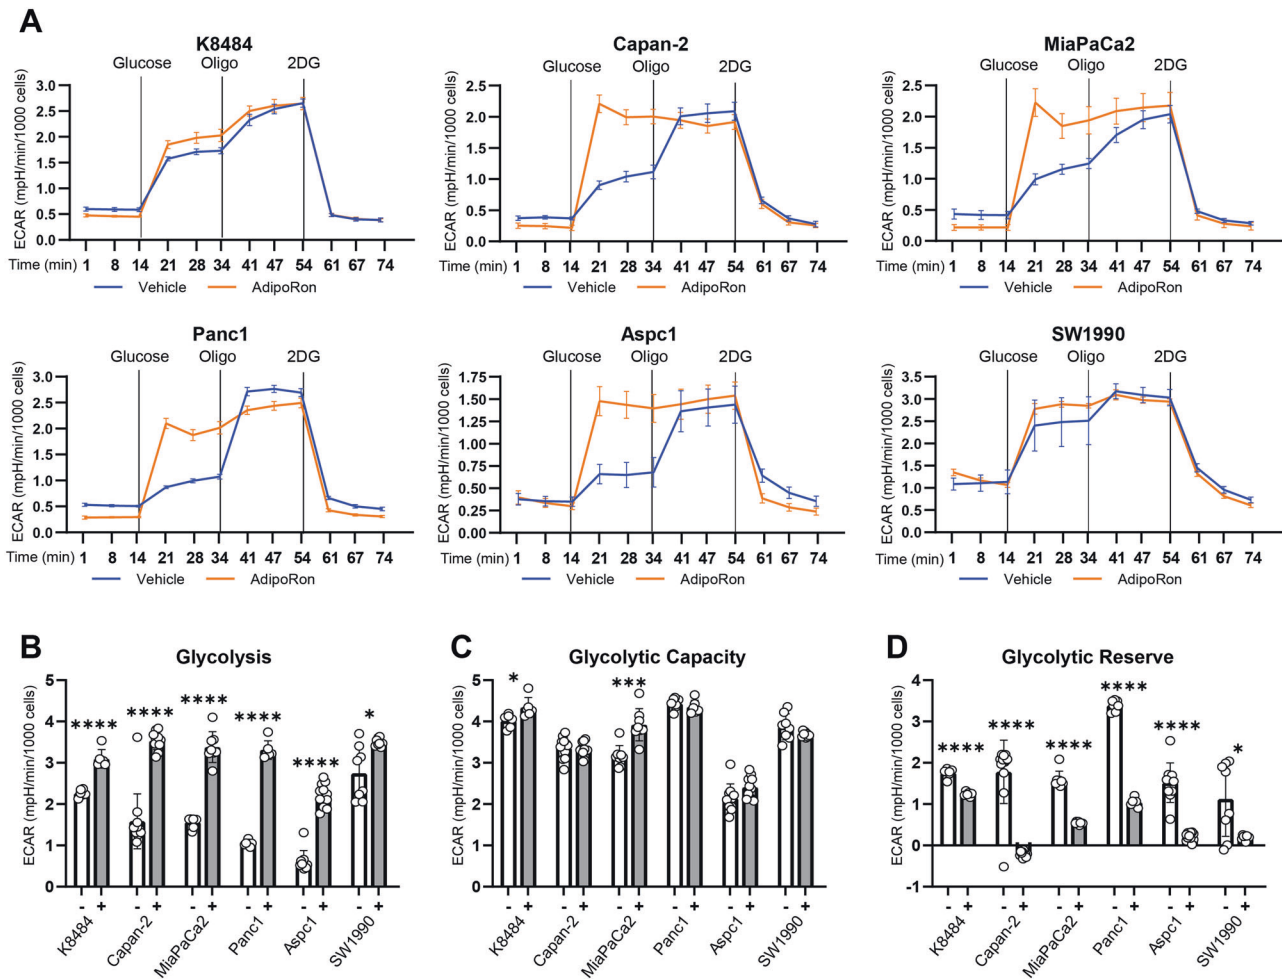 A
K8484
Glucose Oligo 2DG
ECAR (mpH/min/1000 cells)
3.0
2.5
2.0
1.5
1.0
0.5
0.0
Time (min) 1 8 14 21 28 34 41 47 54 61 67 74
Vehicle AdipoRon
Capan-2
Glucose Oligo 2DG
ECAR (mpH/min/1000 cells)
2.5
2.0
1.5
1.0
0.5
0.0
Time (min) 1 8 14 21 28 34 41 47 54 61 67 74
Vehicle AdipoRon
MiaPaCa2
Glucose Oligo 2DG
ECAR (mpH/min/1000 cells)
2.5
2.0
1.5
1.0
0.5
0.0
Time (min) 1 8 14 21 28 34 41 47 54 61 67 74
Vehicle AdipoRon
Panc1
Glucose Oligo 2DG
ECAR (mpH/min/1000 cells)
3.0
2.5
2.0
1.5
1.0
0.5
0.0
Time (min) 1 8 14 21 28 34 41 47 54 61 67 74
Vehicle AdipoRon
Aspc1
Glucose Oligo 2DG
ECAR (mpH/min/1000 cells)
1.75
1.50
1.25
1.00
0.75
0.50
0.25
0.00
Time (min) 1 8 14 21 28 34 41 47 54 61 67 74
Vehicle AdipoRon
SW1990
Glucose Oligo 2DG
ECAR (mpH/min/1000 cells)
3.5
3.0
2.5
2.0
1.5
1.0
0.5
0.0
Time (min) 1 8 14 21 28 34 41 47 54 61 67 74
Vehicle AdipoRon
B
Glycolysis
ECAR (mpH/min/1000 cells)
5
4
3
2
1
0
**** **** **** **** **** *
- + - + - + - + - + - +
K8484 Capan-2 MiaPaCa2 Panc1 Aspc1 SW1990
C
Glycolytic Capacity
ECAR (mpH/min/1000 cells)
5
4
3
2
1
0
* ***
- + - + - + - + - + - +
K8484 Capan-2 MiaPaCa2 Panc1 Aspc1 SW1990
D
Glycolytic Reserve
ECAR (mpH/min/1000 cells)
4
3
2
1
0
-1
**** **** **** **** **** *
- + - + - + - + - + - +
K8484 Capan-2 MiaPaCa2 Panc1 Aspc1 SW1990